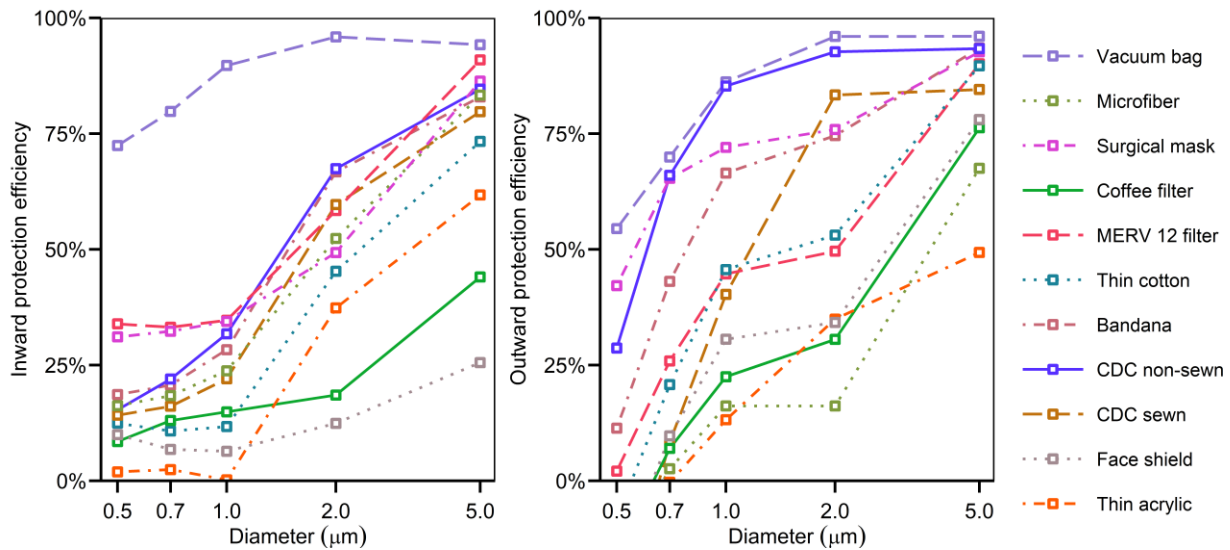 100%
75%
50%
25%
0%
Inward protection efficiency
0.5 0.7 1.0 2.0 5.0
Diameter (μm)
100%
75%
50%
25%
0%
Outward protection efficiency
0.5 0.7 1.0 2.0 5.0
Diameter (μm)
Vacuum bag
Microfiber
Surgical mask
Coffee filter
MERV 12 filter
Thin cotton
Bandana
CDC non-sewn
CDC sewn
Face shield
Thin acrylic